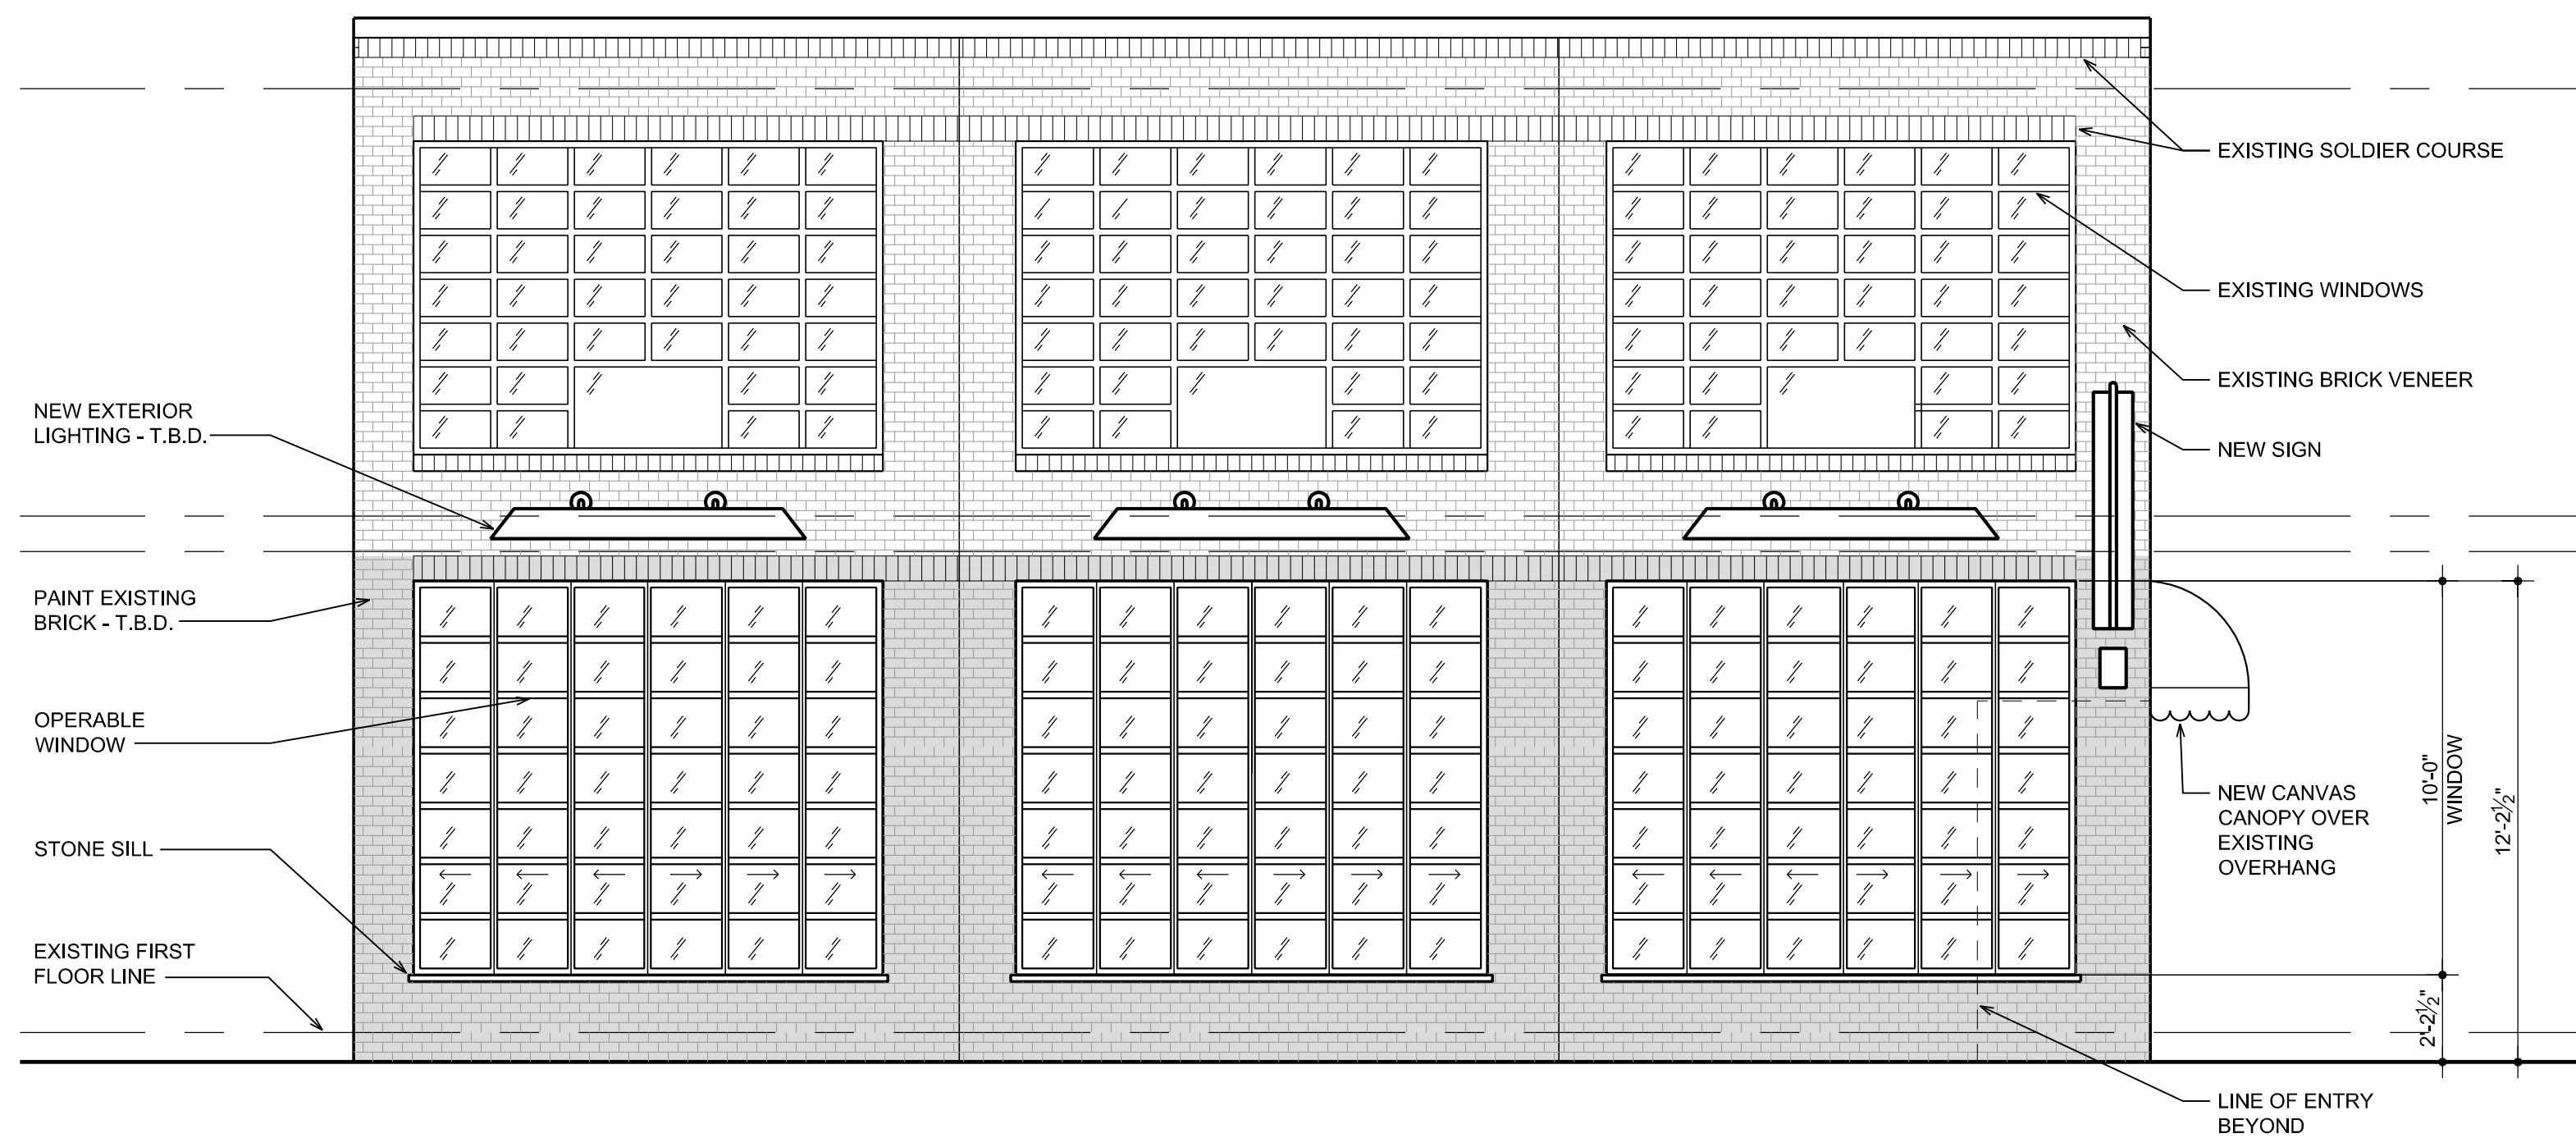 NEW EXTERIOR
LIGHTING - T.B.D.
PAINT EXISTING
BRICK - T.B.D.
OPERABLE
WINDOW
STONE SILL
EXISTING FIRST
FLOOR LINE
EXISTING SOLDIER COURSE
EXISTING WINDOWS
EXISTING BRICK VENEER
NEW SIGN
NEW CANVAS
CANOPY OVER
EXISTING
OVERHANG
10'-0"
WINDOW
12'-2½"
2'-2½"
LINE OF ENTRY
BEYOND